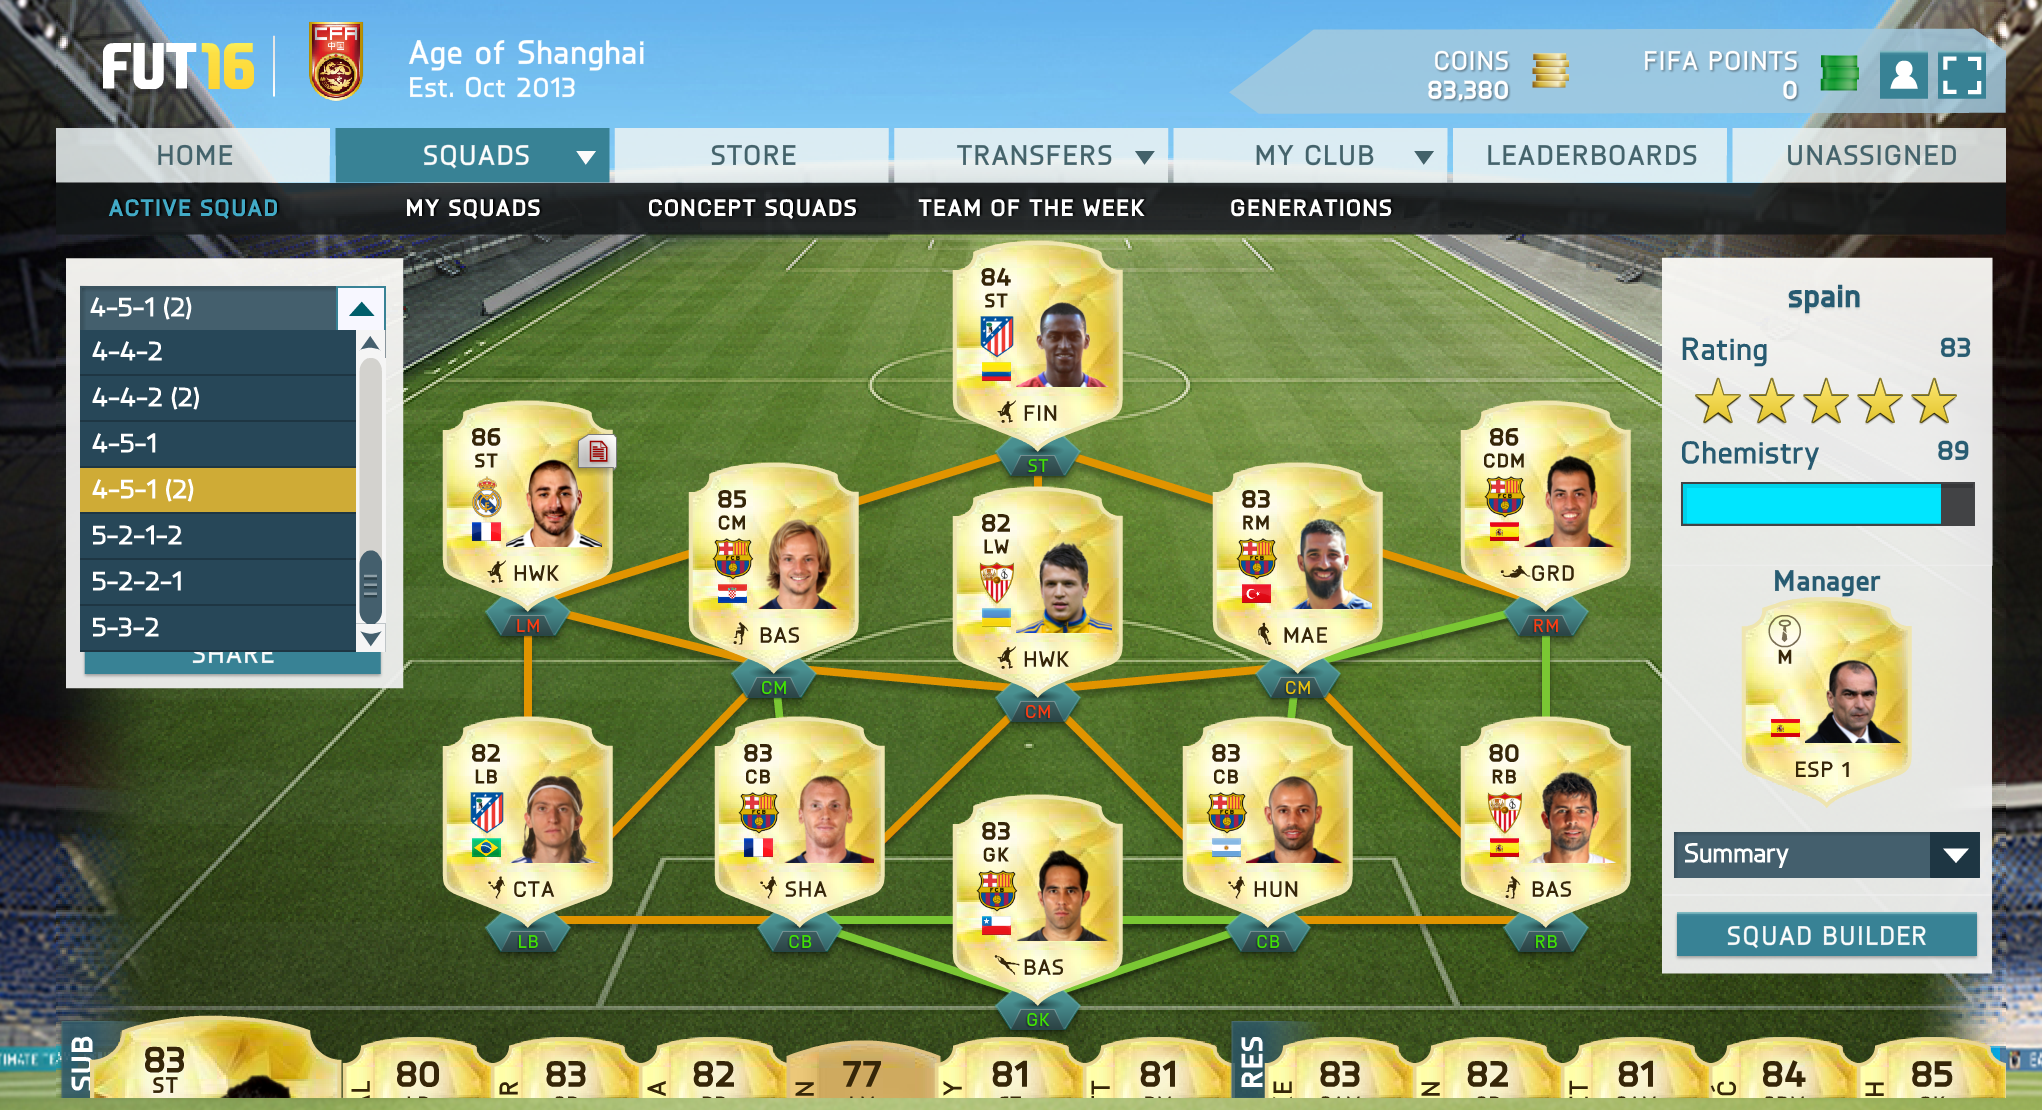 FUT16
CFA
中国
Age of Shanghai
Est. Oct 2013
COINS
83,380
FIFA POINTS
0
HOME
SQUADS
STORE
TRANSFERS
MY CLUB
LEADERBOARDS
UNASSIGNED
ACTIVE SQUAD
MY SQUADS
CONCEPT SQUADS
TEAM OF THE WEEK
GENERATIONS
4-5-1 (2)
4-4-2
4-4-2 (2)
4-5-1
4-5-1 (2)
5-2-1-2
5-2-2-1
5-3-2
SHARE
84
ST
FIN
ST
86
ST
HWK
LM
85
CM
BAS
CM
82
LW
HWK
CM
83
RM
MAE
CM
86
CDM
GRD
RM
82
LB
CTA
LB
83
CB
SHA
CB
83
GK
BAS
GK
83
CB
HUN
CB
80
RB
BAS
RB
spain
Rating 83
Chemistry 89
Manager
M
ESP 1
Summary
SQUAD BUILDER
SUB
83
ST
80
83
82
77
81
81
RES
83
82
81
84
85